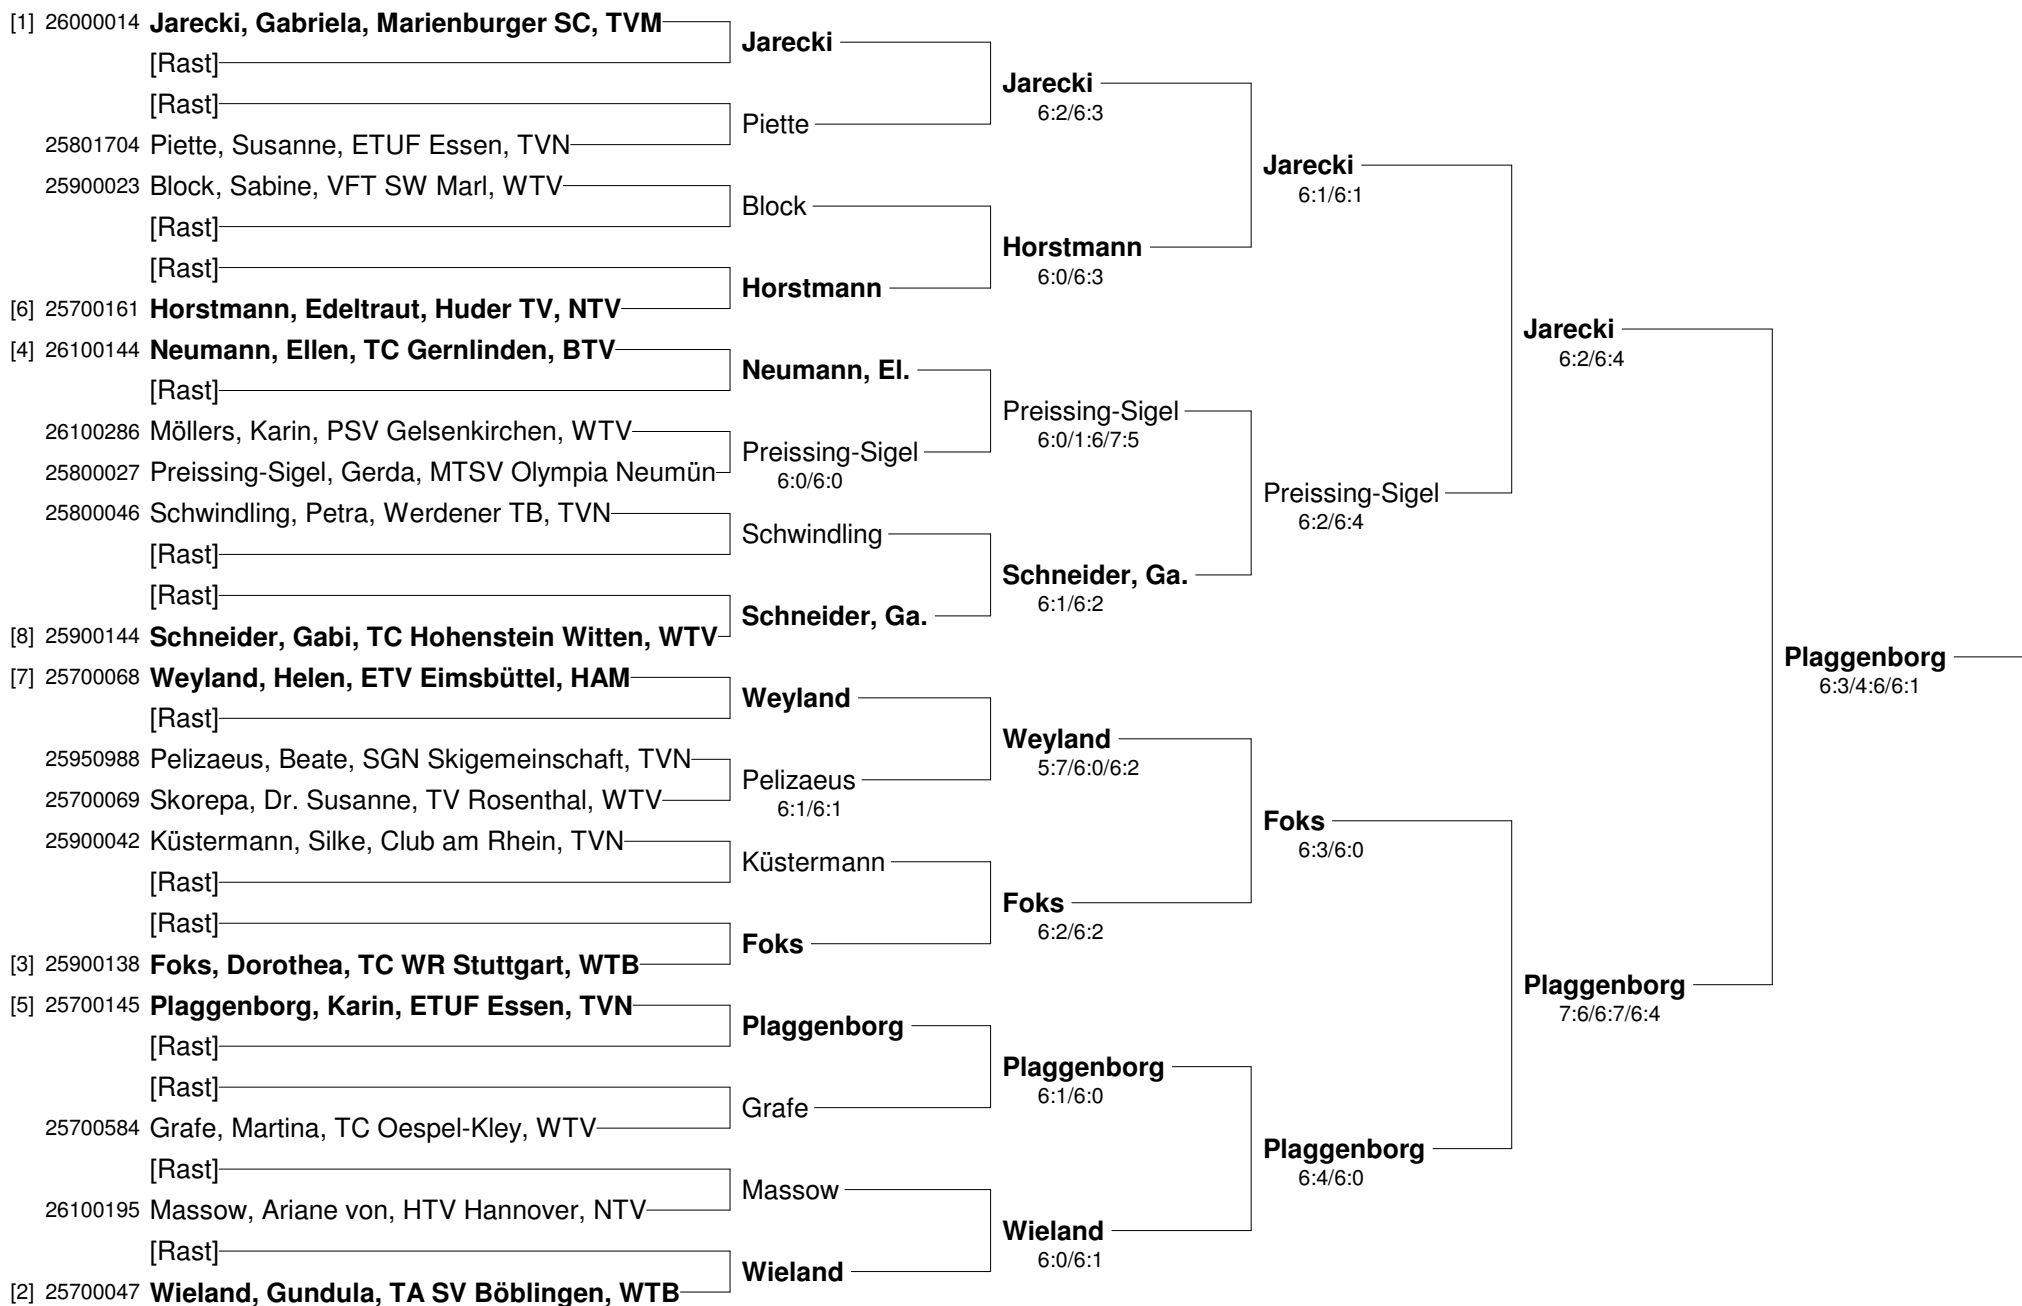 [1] 26000014 Jarecki, Gabriela, Marienburger SC, TVM
[Rast]
[Rast]
25801704 Piette, Susanne, ETUF Essen, TVN
25900023 Block, Sabine, VFT SW Marl, WTV
[Rast]
[Rast]
[6] 25700161 Horstmann, Edeltraut, Huder TV, NTV
[4] 26100144 Neumann, Ellen, TC Gernlinden, BTV
[Rast]
26100286 Möllers, Karin, PSV Gelsenkirchen, WTV
25800027 Preissing-Sigel, Gerda, MTSV Olympia Neumün
25800046 Schwindling, Petra, Werdener TB, TVN
[Rast]
[Rast]
[8] 25900144 Schneider, Gabi, TC Hohenstein Witten, WTV
[7] 25700068 Weyland, Helen, ETV Eimsbüttel, HAM
[Rast]
25950988 Pelizaeus, Beate, SGN Skigemeinschaft, TVN
25700069 Skorepa, Dr. Susanne, TV Rosenthal, WTV
25900042 Küstermann, Silke, Club am Rhein, TVN
[Rast]
[Rast]
[3] 25900138 Foks, Dorothea, TC WR Stuttgart, WTB
[5] 25700145 Plaggenborg, Karin, ETUF Essen, TVN
[Rast]
[Rast]
25700584 Grafe, Martina, TC Oespel-Kley, WTV
[Rast]
26100195 Massow, Ariane von, HTV Hannover, NTV
[Rast]
[2] 25700047 Wieland, Gundula, TA SV Böblingen, WTB
Jarecki
Piette
Block
Horstmann
Neumann, El.
Preissing-Sigel
6:0/6:0
Schwindling
Schneider, Ga.
Weyland
Pelizaeus
6:1/6:1
Küstermann
Foks
Plaggenborg
Grafe
Massow
Wieland
Jarecki
6:2/6:3
Horstmann
6:0/6:3
Preissing-Sigel
6:0/1:6/7:5
Schneider, Ga.
6:1/6:2
Weyland
5:7/6:0/6:2
Foks
6:2/6:2
Plaggenborg
6:1/6:0
Wieland
6:0/6:1
Jarecki
6:1/6:1
Preissing-Sigel
6:2/6:4
Foks
6:3/6:0
Plaggenborg
6:4/6:0
Jarecki
6:2/6:4
Plaggenborg
7:6/6:7/6:4
Plaggenborg
6:3/4:6/6:1